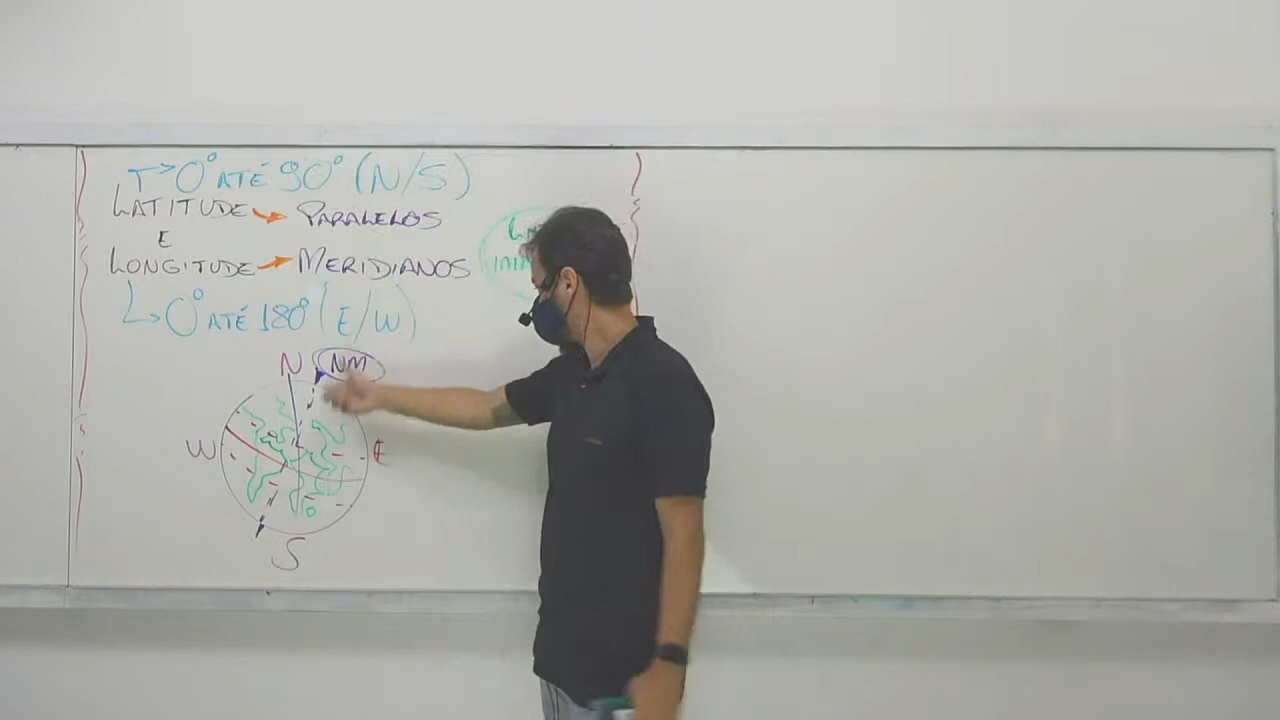 0° ATÉ 90° (N/S)
LATITUDE → PARALELOS
E
LONGITUDE → MERIDIANOS
0° ATÉ 180° (E/W)
N NM
W E
S